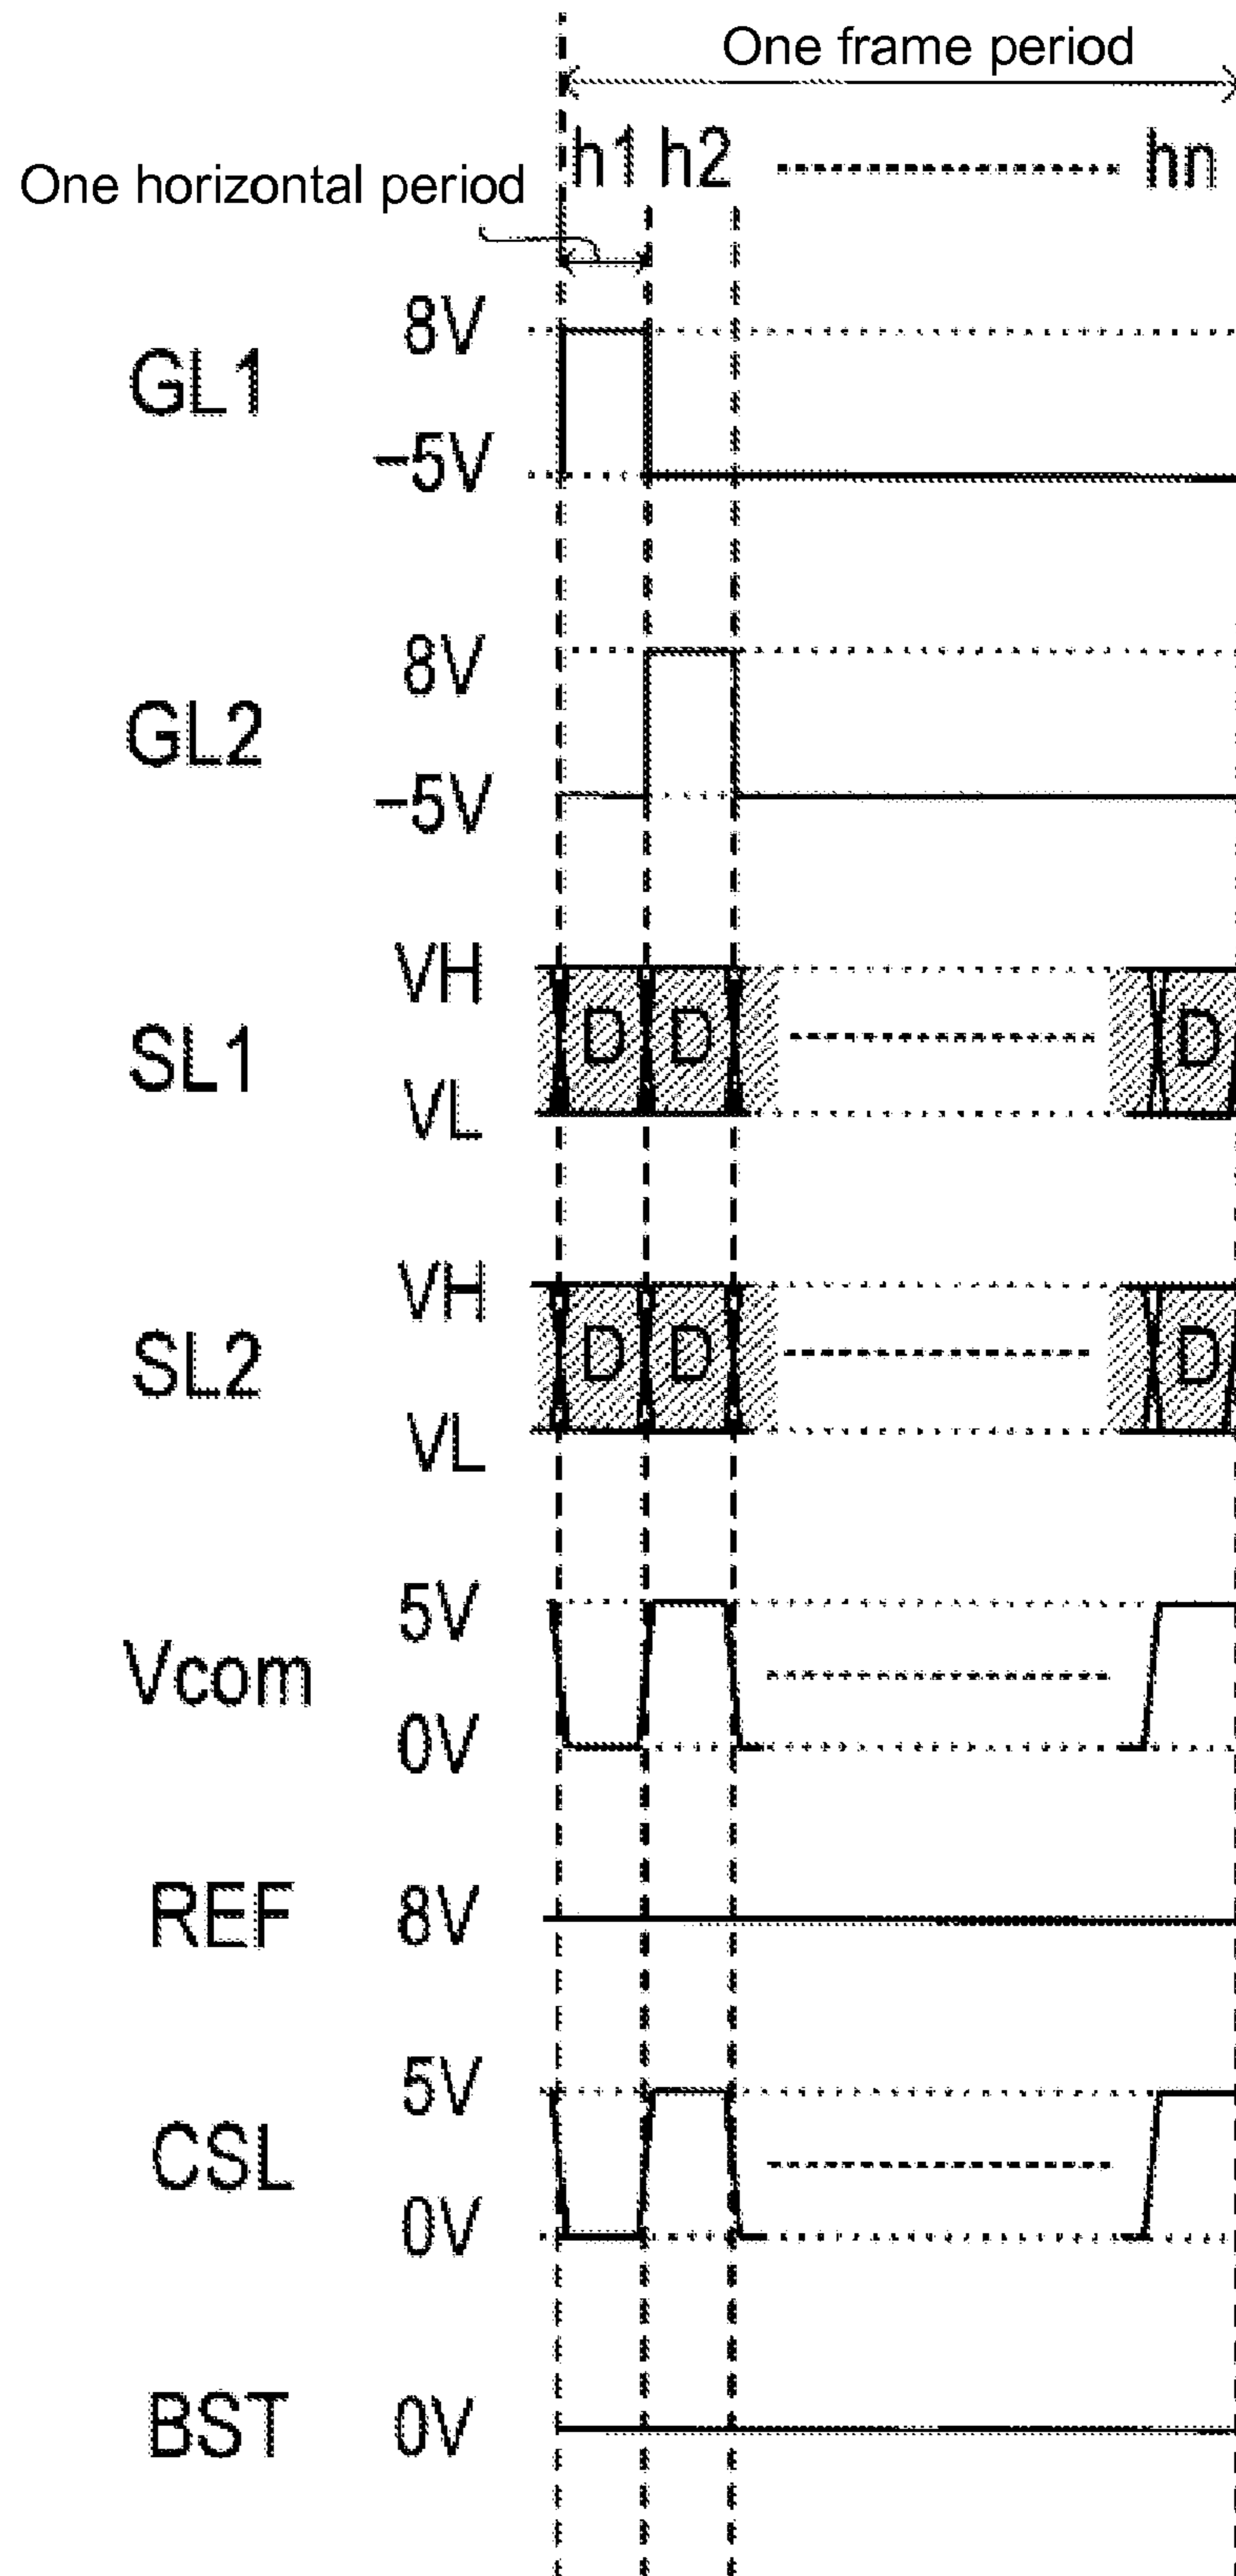 One frame period
h1 h2 hn
One horizontal period
8V
GL1
−5V
8V
GL2
−5V
VH
D D D
SL1
VL
VH
D D D
SL2
VL
5V
Vcom
0V
REF 8V
5V
CSL
0V
BST 0V